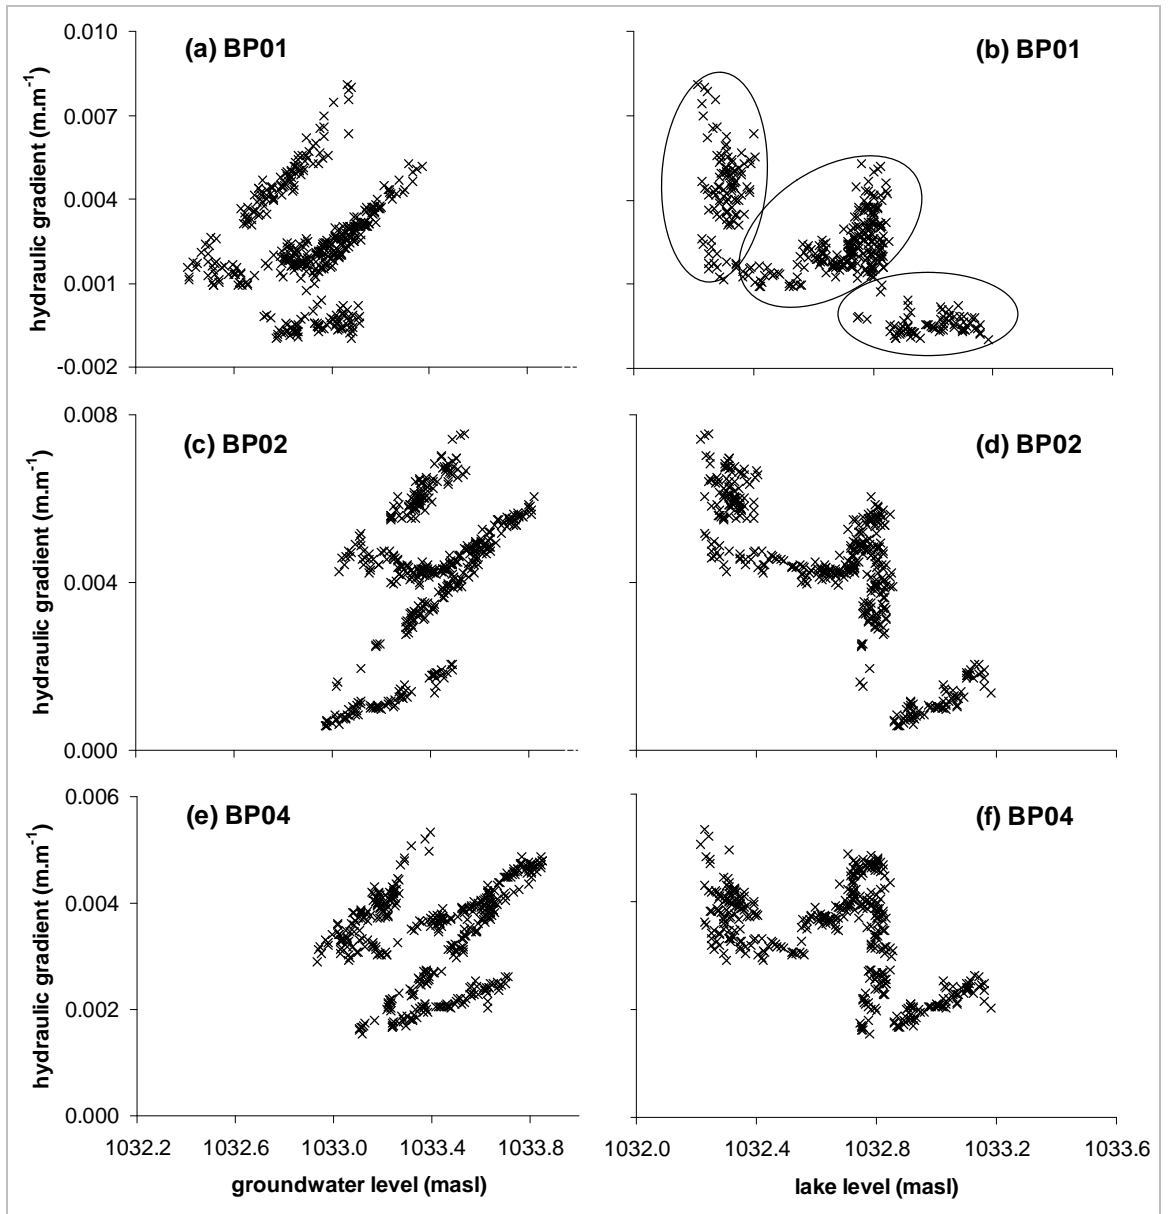 (a) BP01
(b) BP01
hydraulic gradient (m.m⁻¹)
0.010
0.007
0.004
0.001
-0.002
(c) BP02
(d) BP02
hydraulic gradient (m.m⁻¹)
0.008
0.004
0.000
(e) BP04
(f) BP04
hydraulic gradient (m.m⁻¹)
0.006
0.004
0.002
0.000
1032.2 1032.6 1033.0 1033.4 1033.8
1032.0 1032.4 1032.8 1033.2 1033.6
groundwater level (masl)
lake level (masl)